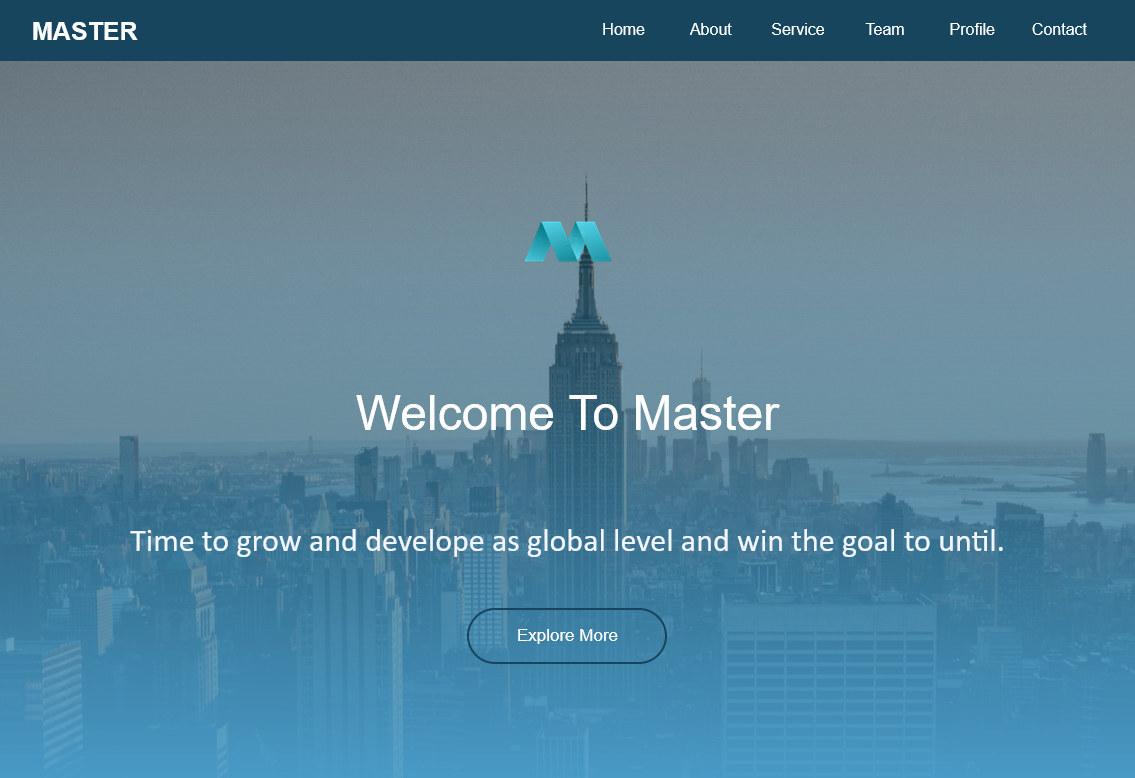 MASTER
Home About Service Team Profile Contact
Welcome To Master
Time to grow and develope as global level and win the goal to until.
Explore More